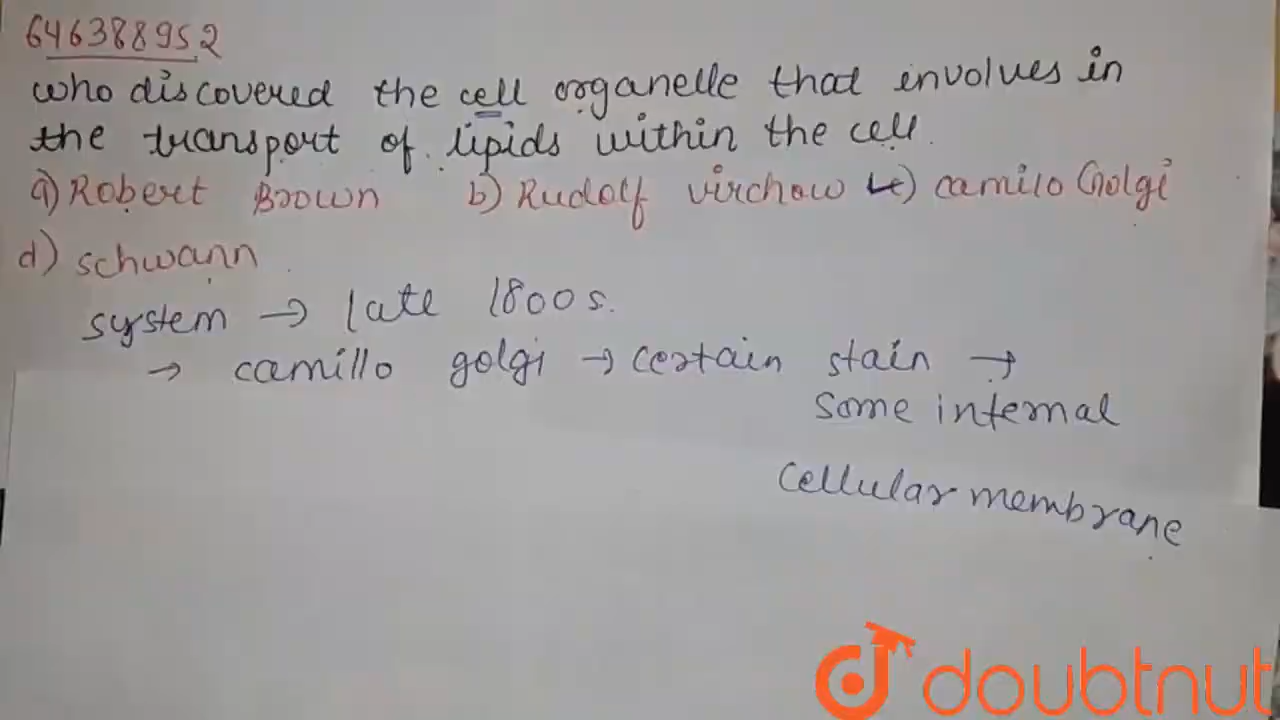 646388952
who discovered the cell organelle that involves in
the transport of lipids within the cell.
a) Robert Brown b) Rudolf virchow c) camilo Golgi
d) schwann
system → late 1800s.
→ camillo golgi → certain stain →
some internal
cellular membrane
doubtnut